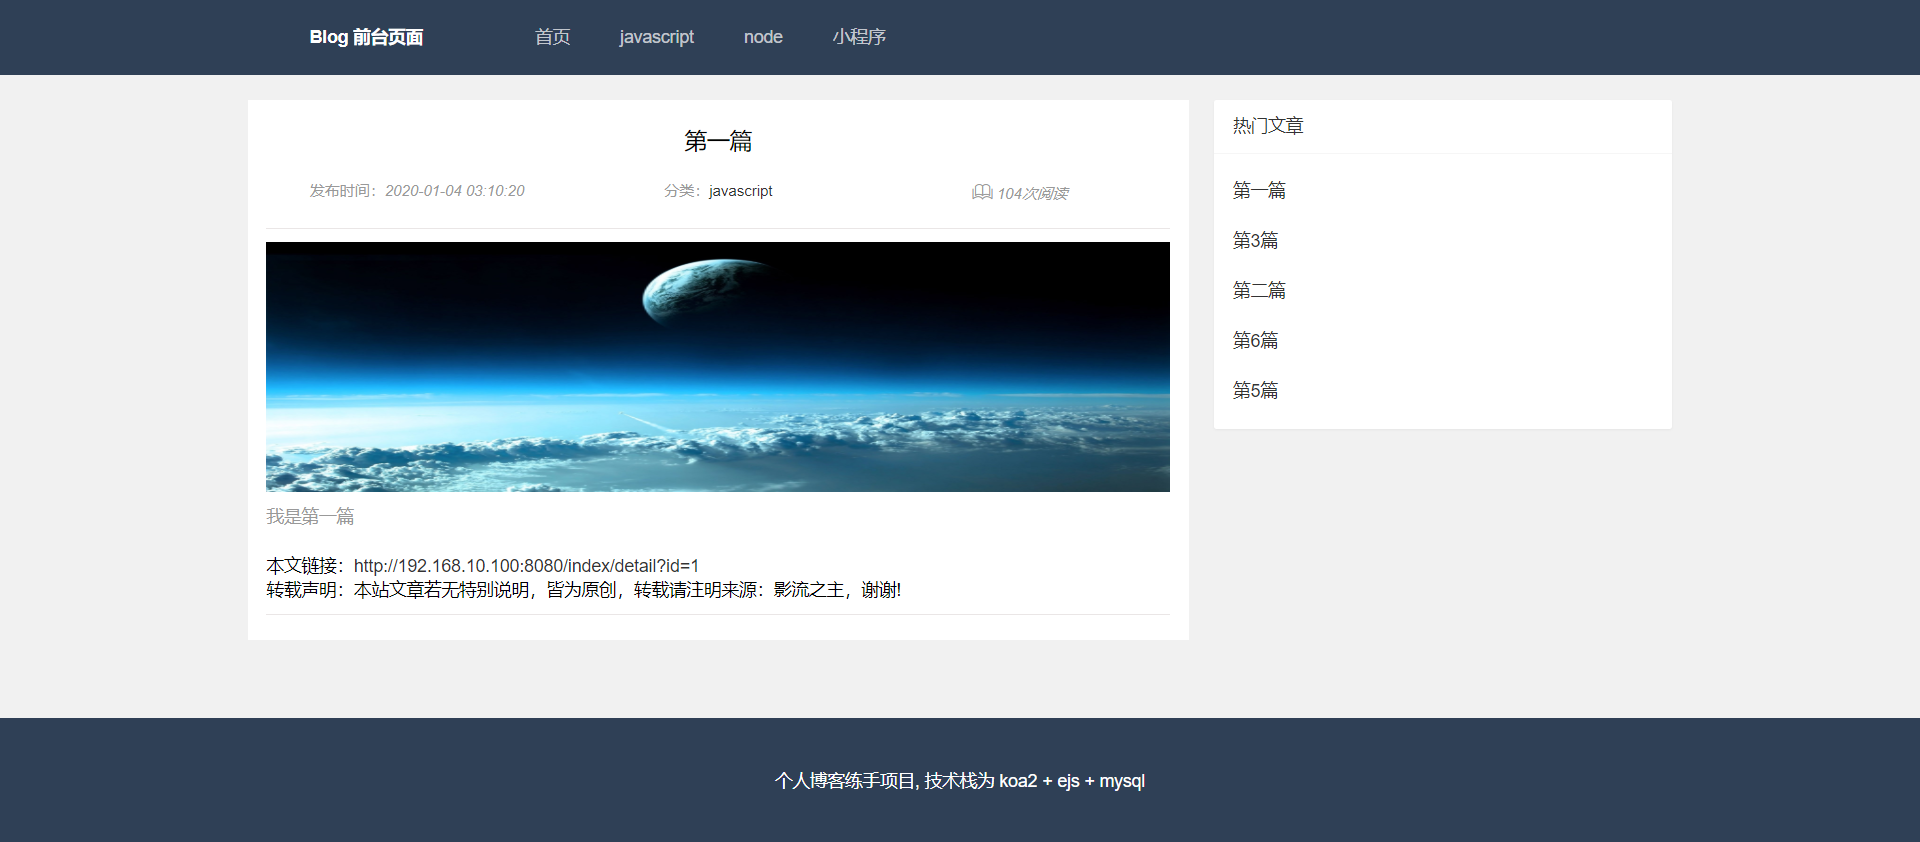 Blog 前台页面 首页 javascript node 小程序
第一篇
发布时间：2020-01-04 03:10:20 分类：javascript 104次阅读
我是第一篇
本文链接：http://192.168.10.100:8080/index/detail?id=1
转载声明：本站文章若无特别说明，皆为原创，转载请注明来源：影流之主，谢谢!
热门文章
第一篇
第3篇
第二篇
第6篇
第5篇
个人博客练手项目, 技术栈为 koa2 + ejs + mysql